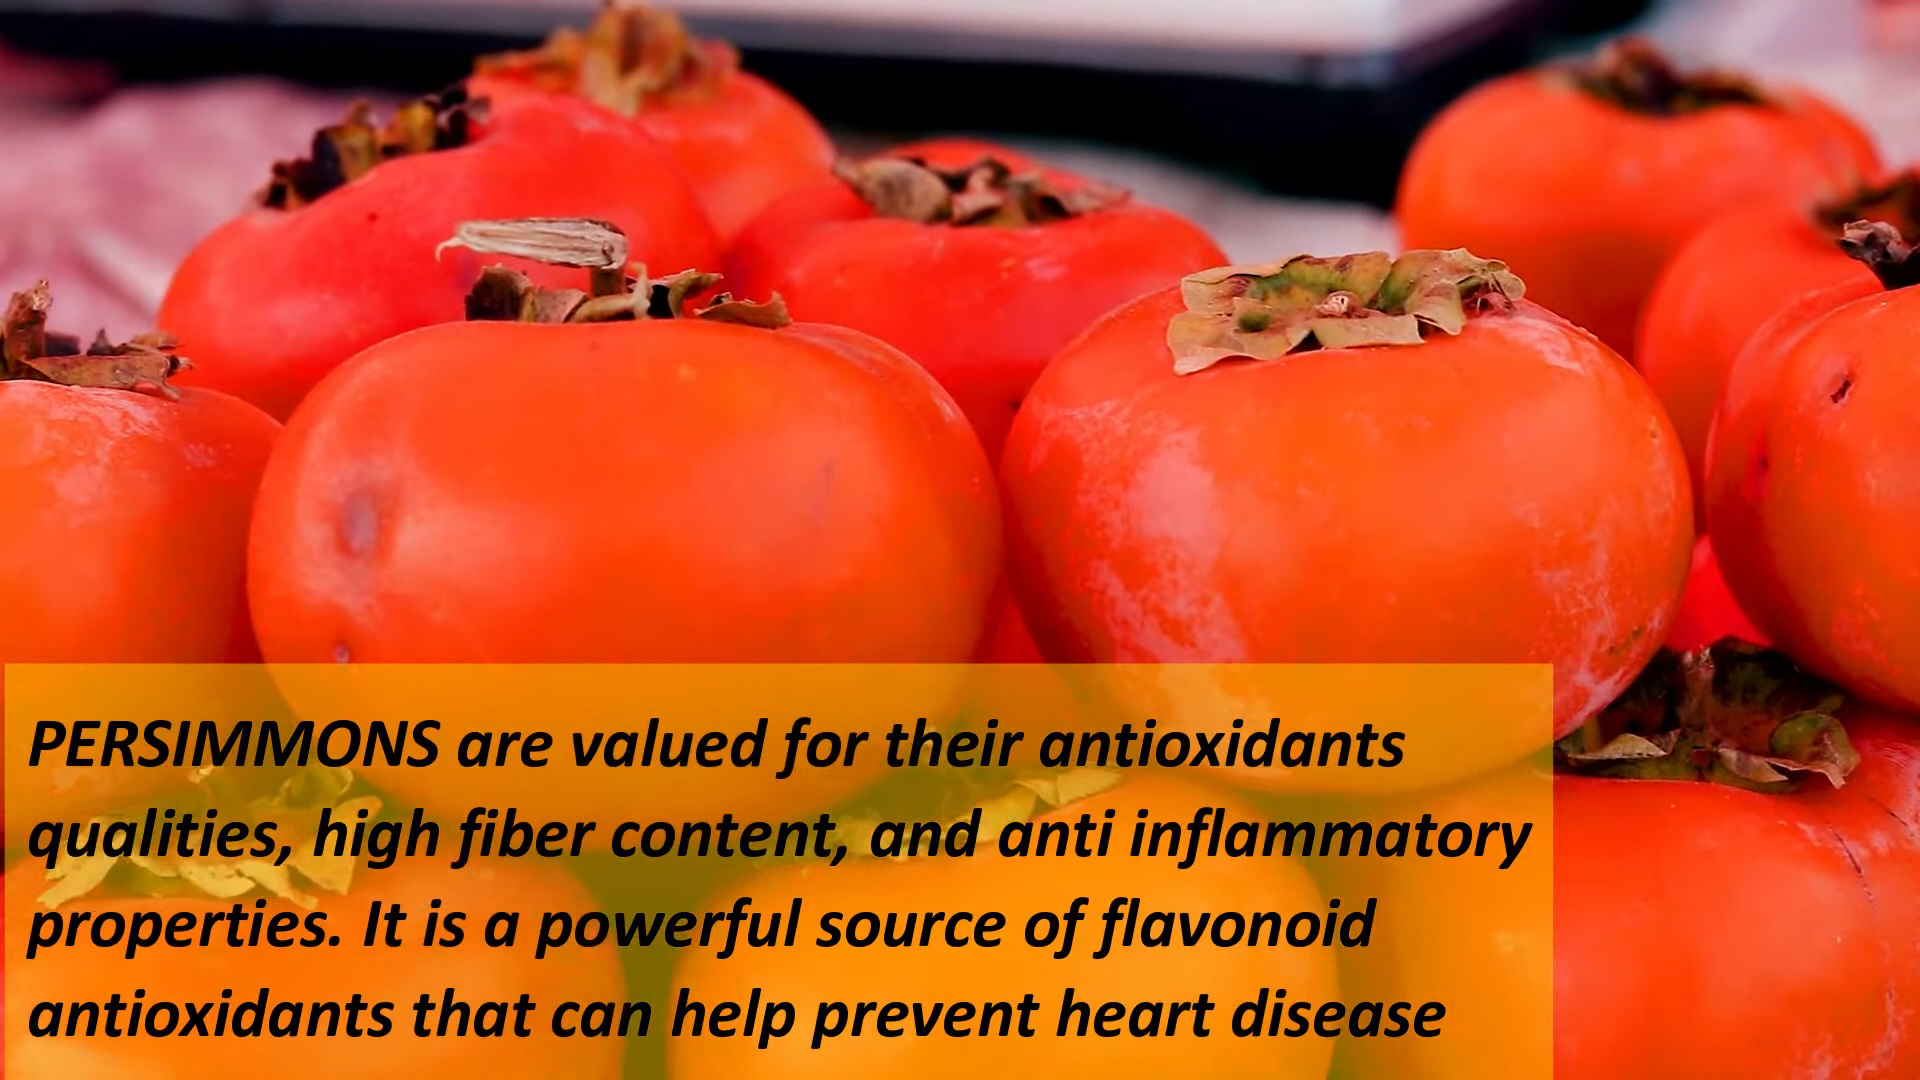 PERSIMMONS are valued for their antioxidants
qualities, high fiber content, and anti inflammatory
properties. It is a powerful source of flavonoid
antioxidants that can help prevent heart disease